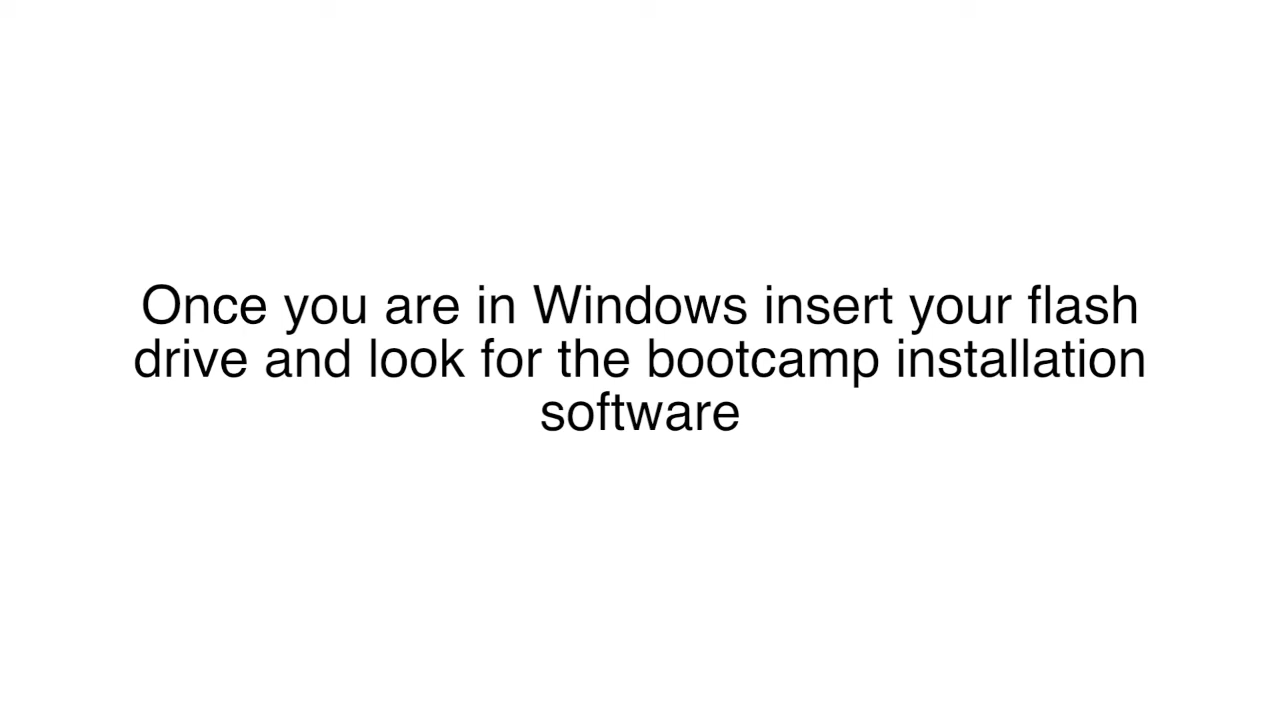 Once you are in Windows insert your flash
drive and look for the bootcamp installation
software